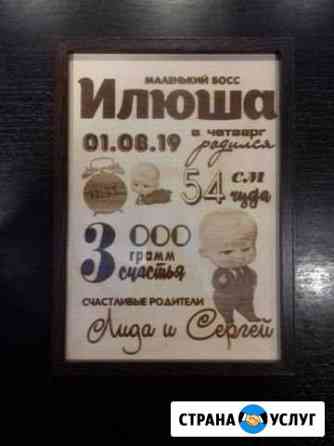 МАЛЕНЬКИЙ БОСС
Илюша
01.08.19 в четверг
родился
54 см
чуда
3 000
грамм
счастья
СЧАСТЛИВЫЕ РОДИТЕЛИ
Лида и Сергей
СТРАНА УСЛУГ